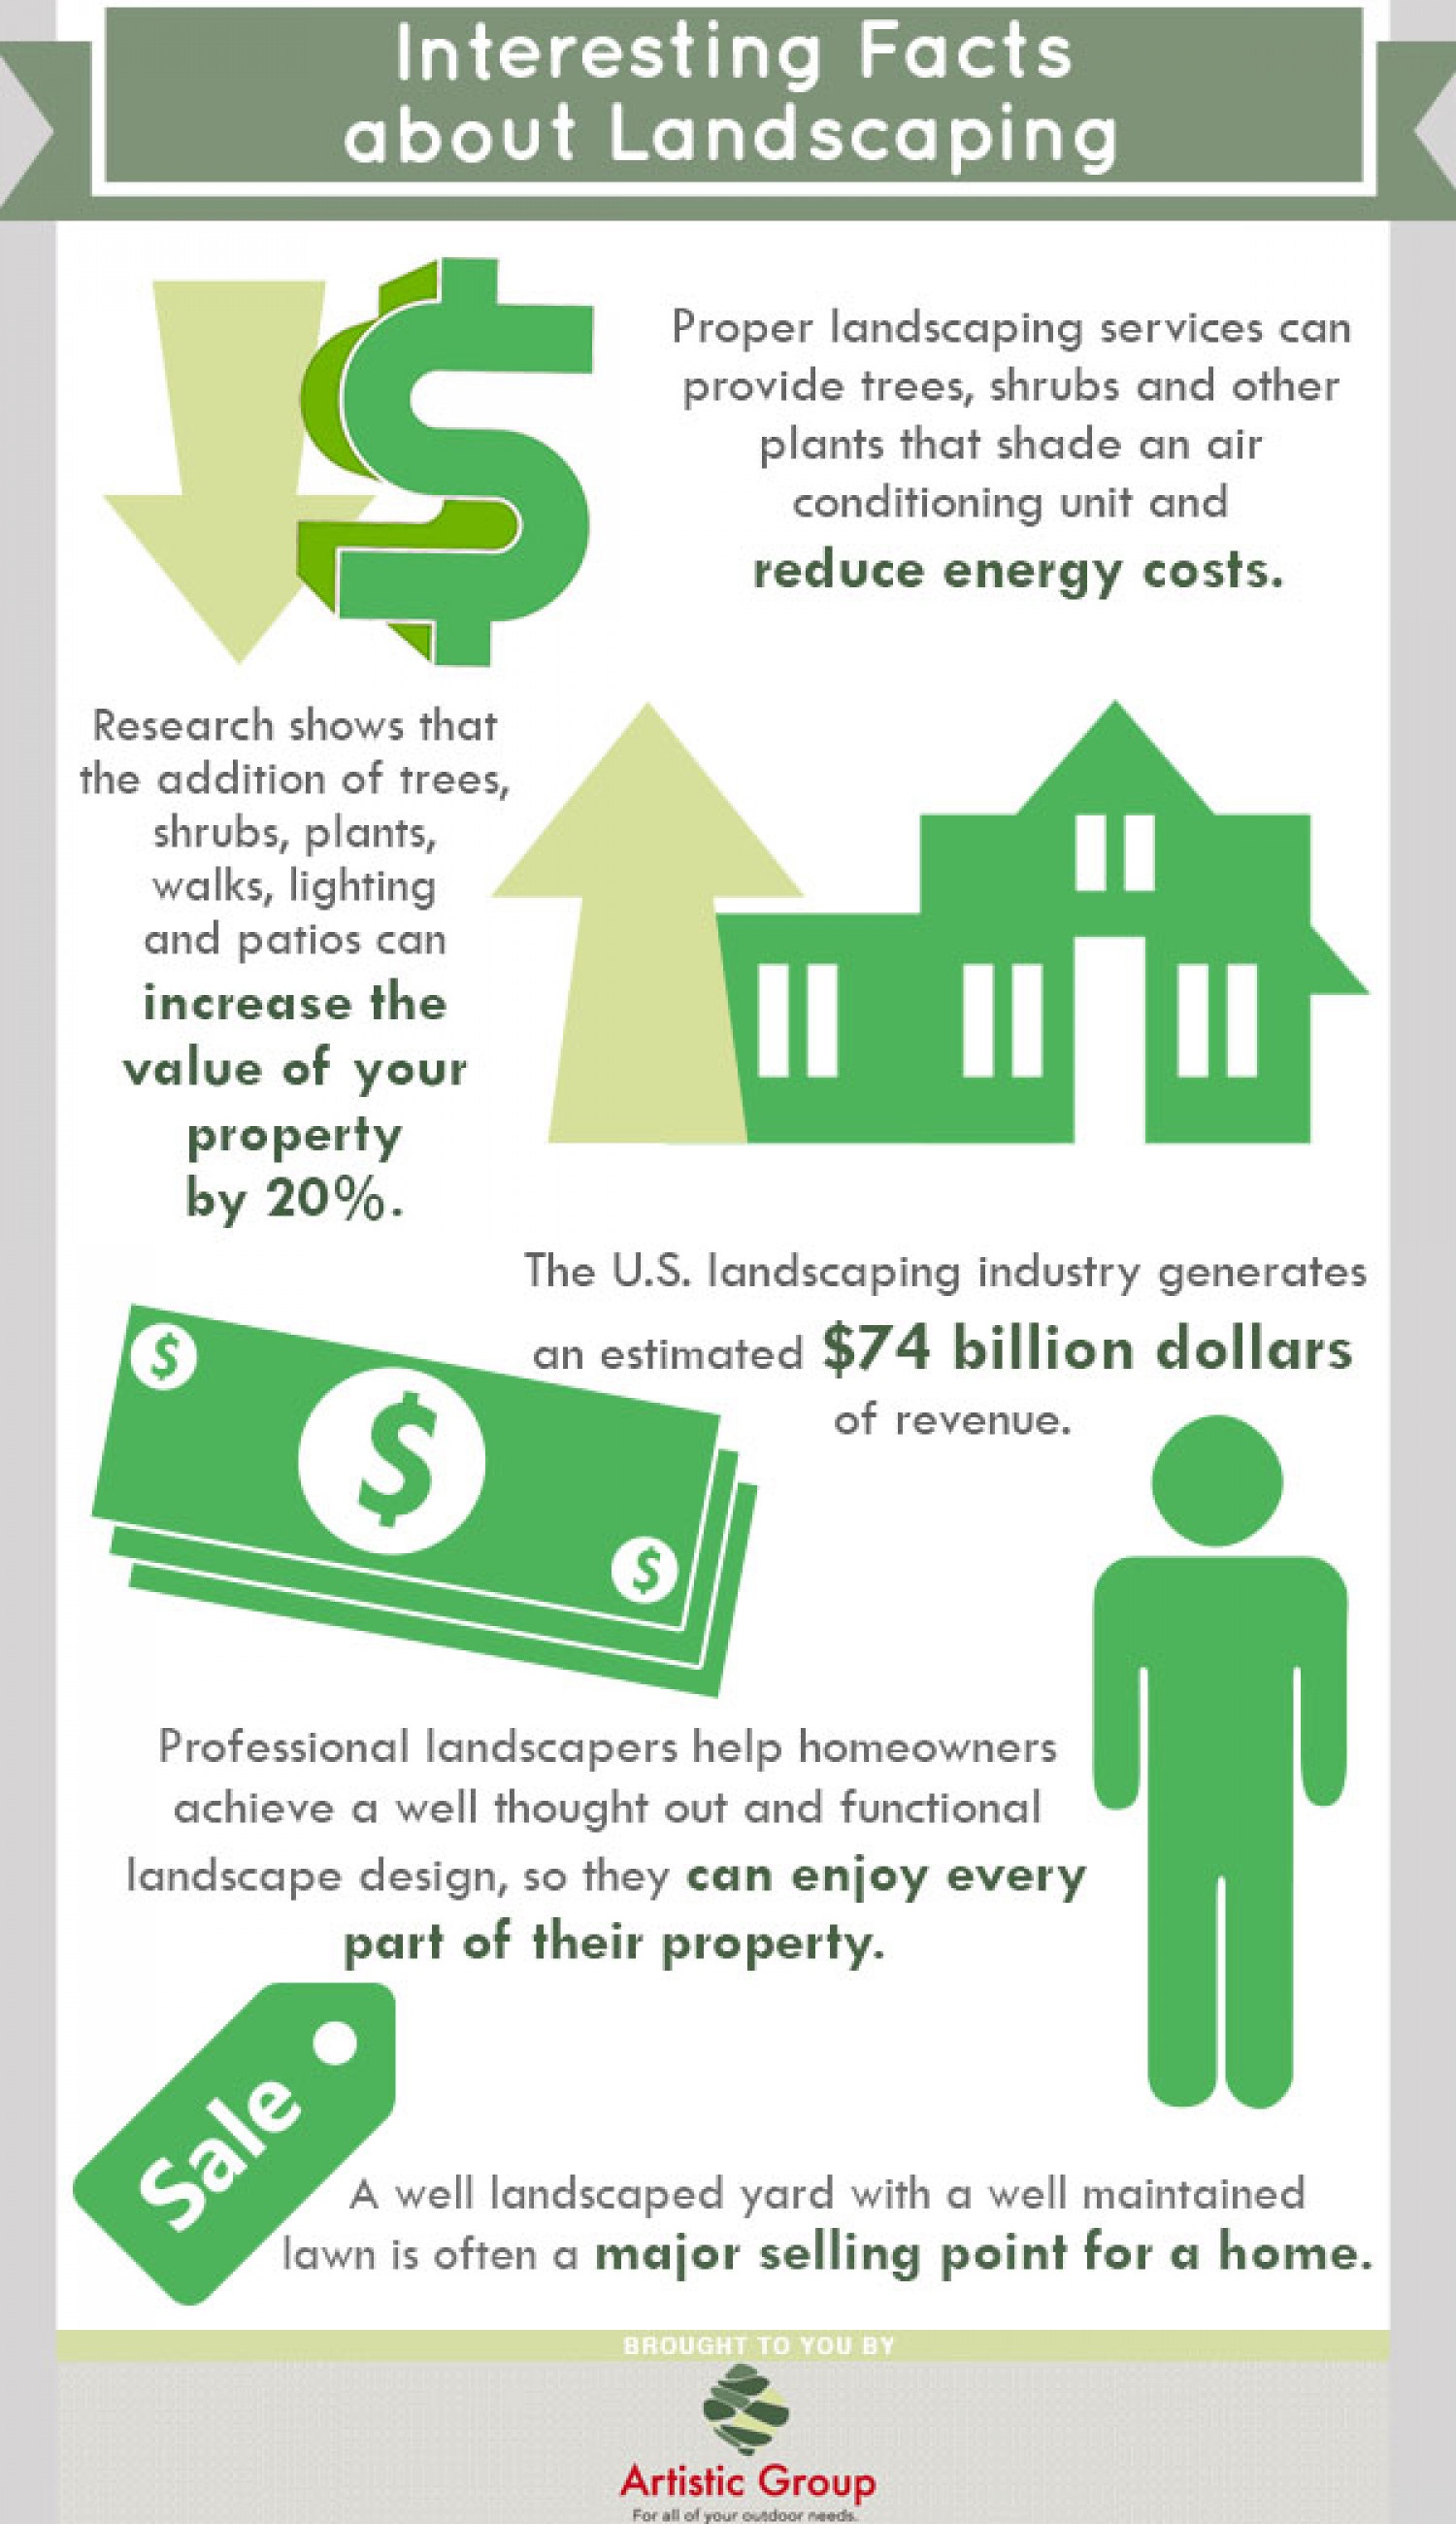 Interesting Facts
about Landscaping
$
Proper landscaping services can
provide trees, shrubs and other
plants that shade an air
conditioning unit and
reduce energy costs.
Research shows that
the addition of trees,
shrubs, plants,
walks, lighting
and patios can
increase the
value of your
property
by 20%.
The U.S. landscaping industry generates
an estimated $74 billion dollars
of revenue.
$
$
$
Professional landscapers help homeowners
achieve a well thought out and functional
landscape design, so they can enjoy every
part of their property.
Sale
A well landscaped yard with a well maintained
lawn is often a major selling point for a home.
BROUGHT TO YOU BY
Artistic Group
For all of your outdoor needs.